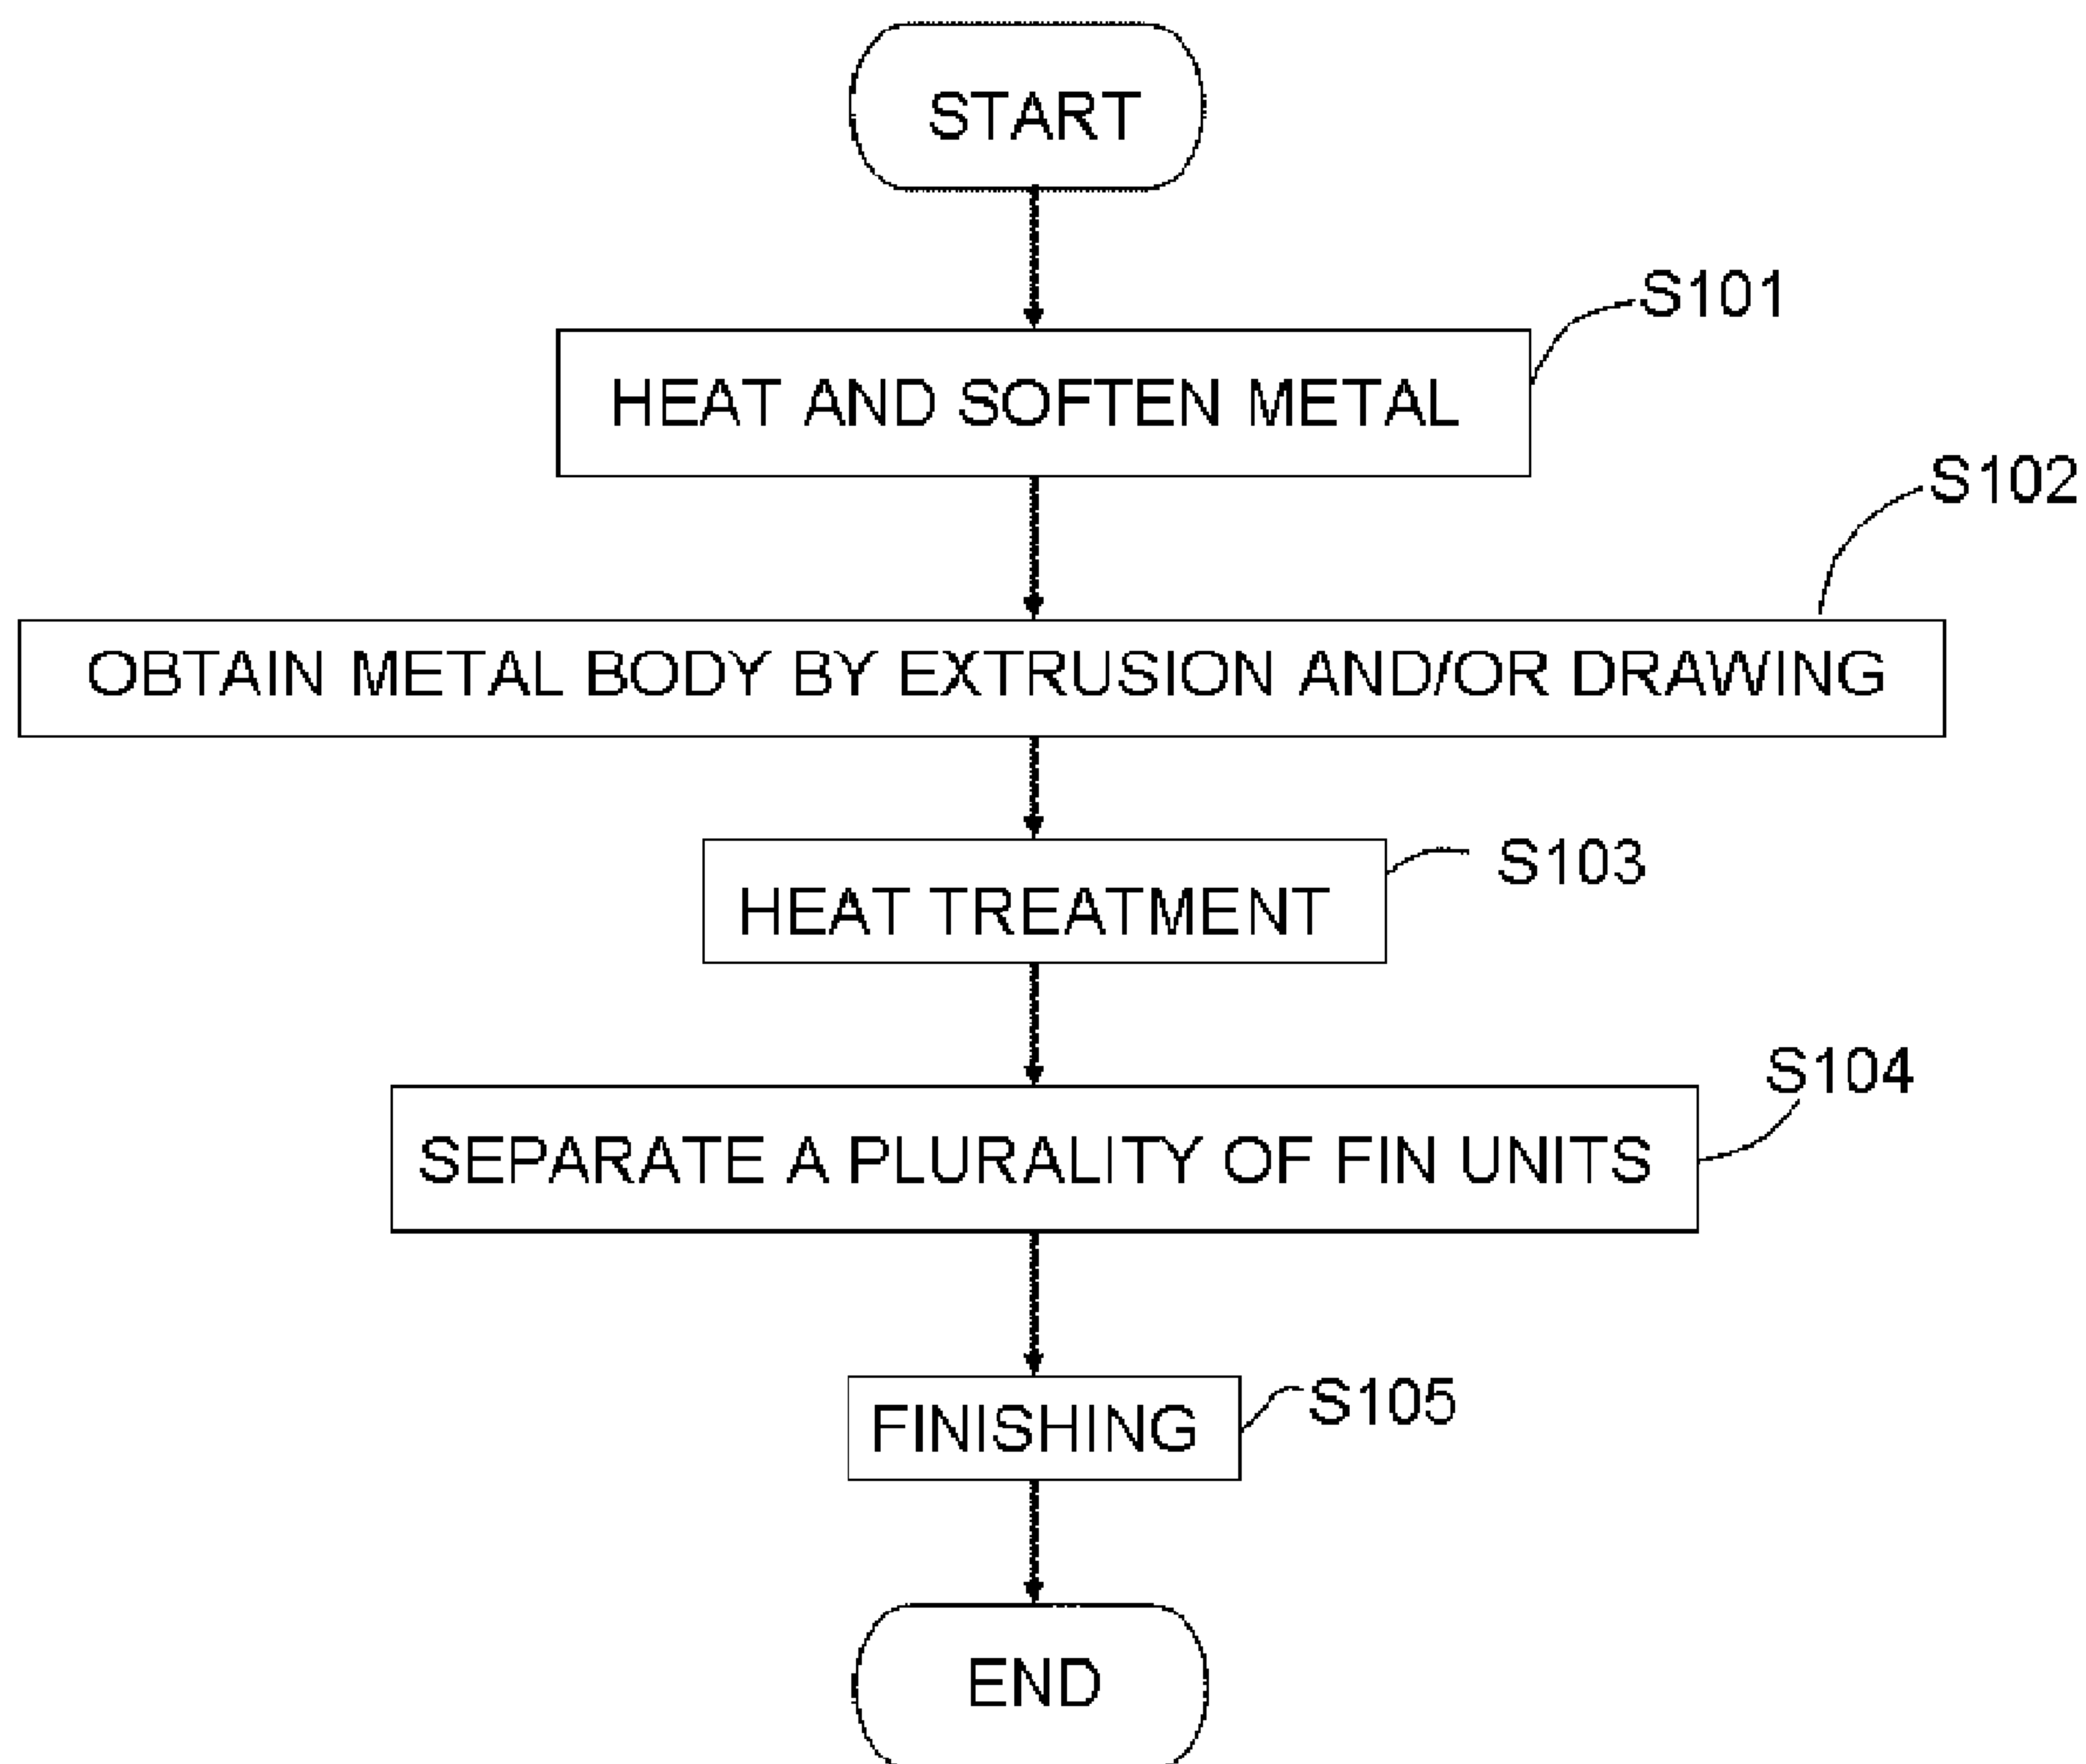 START
S101
HEAT AND SOFTEN METAL
S102
OBTAIN METAL BODY BY EXTRUSION AND/OR DRAWING
S103
HEAT TREATMENT
S104
SEPARATE A PLURALITY OF FIN UNITS
S105
FINISHING
END